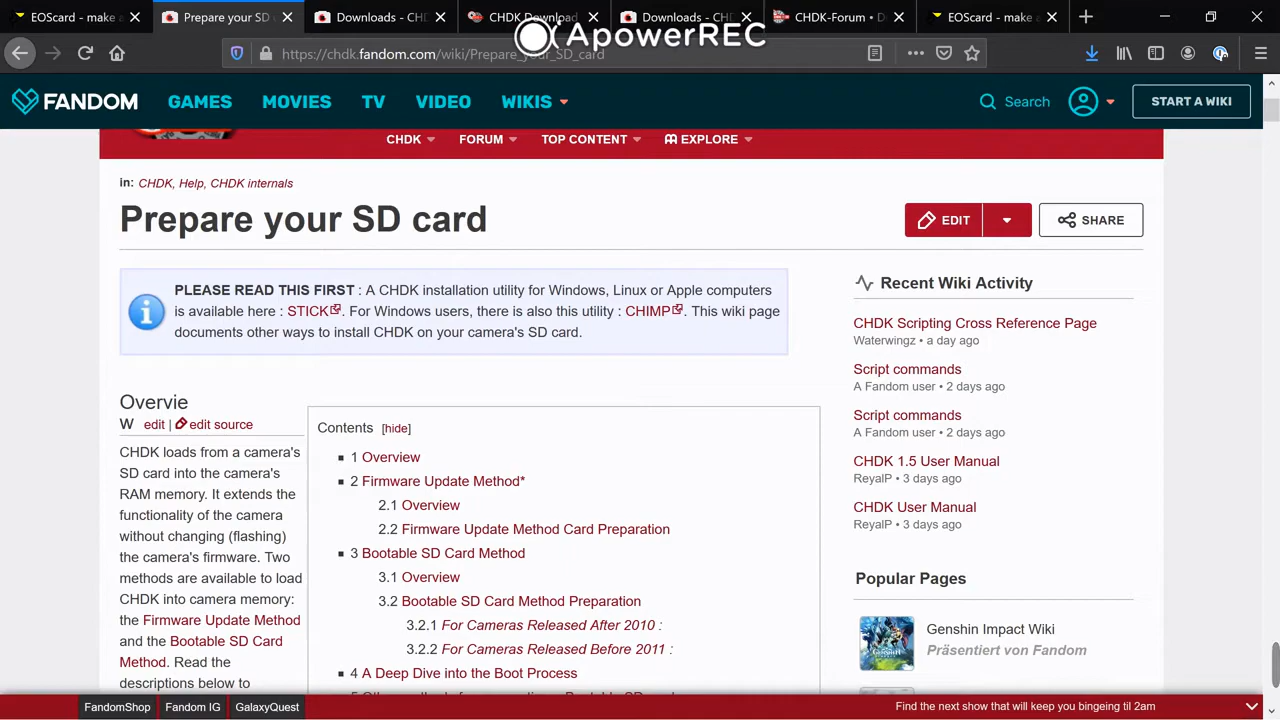 EOScard - make a
Prepare your SD
Downloads - CHDK
CHDK Download
Downloads - CH
CHDK-Forum • Do
EOScard - make a
ApowerREC
https://chdk.fandom.com/wiki/Prepare_your_SD_card
FANDOM GAMES MOVIES TV VIDEO WIKIS Search START A WIKI
CHDK FORUM TOP CONTENT EXPLORE
in: CHDK, Help, CHDK internals
Prepare your SD card
EDIT SHARE
PLEASE READ THIS FIRST : A CHDK installation utility for Windows, Linux or Apple computers
is available here : STICK. For Windows users, there is also this utility : CHIMP. This wiki page
documents other ways to install CHDK on your camera's SD card.
Overvie
W edit | edit source
CHDK loads from a camera's
SD card into the camera's
RAM memory. It extends the
functionality of the camera
without changing (flashing)
the camera's firmware. Two
methods are available to load
CHDK into camera memory:
the Firmware Update Method
and the Bootable SD Card
Method. Read the
descriptions below to
Contents [hide]
1 Overview
2 Firmware Update Method*
2.1 Overview
2.2 Firmware Update Method Card Preparation
3 Bootable SD Card Method
3.1 Overview
3.2 Bootable SD Card Method Preparation
3.2.1 For Cameras Released After 2010 :
3.2.2 For Cameras Released Before 2011 :
4 A Deep Dive into the Boot Process
Recent Wiki Activity
CHDK Scripting Cross Reference Page
Waterwingz • a day ago
Script commands
A Fandom user • 2 days ago
Script commands
A Fandom user • 2 days ago
CHDK 1.5 User Manual
ReyalP • 3 days ago
CHDK User Manual
ReyalP • 3 days ago
Popular Pages
Genshin Impact Wiki
Präsentiert von Fandom
FandomShop Fandom IG GalaxyQuest
Find the next show that will keep you bingeing til 2am